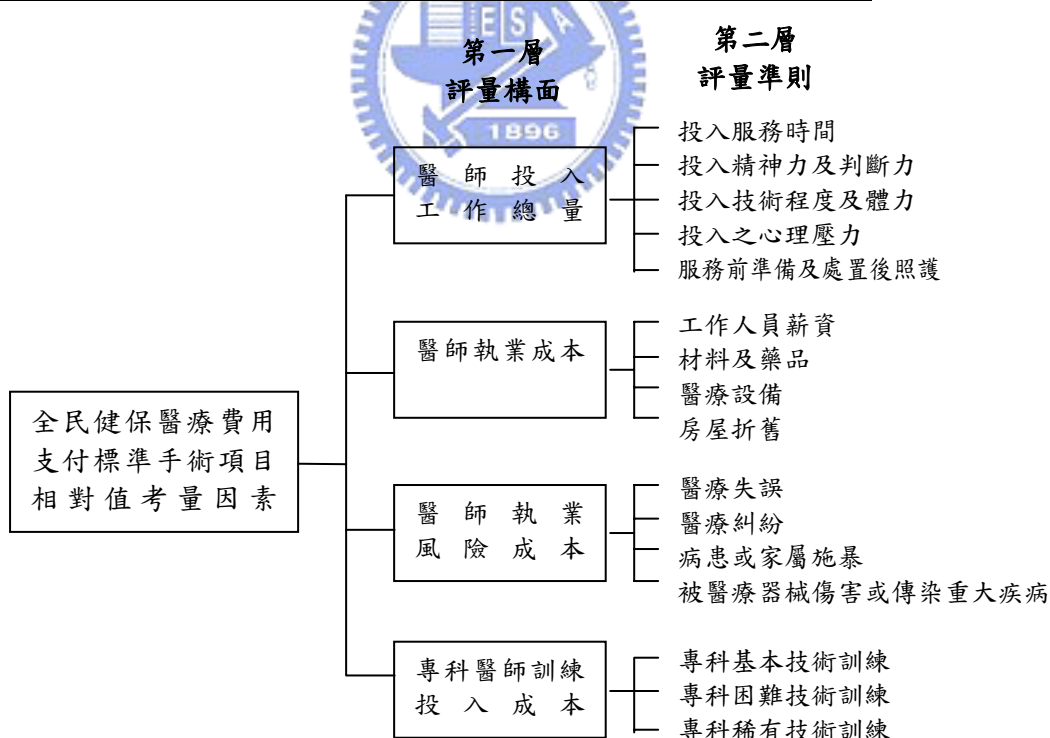 ESA
1896
第一層
評量構面
第二層
評量準則
全民健保醫療費用
支付標準手術項目
相對值考量因素
醫師投入
工作總量
投入服務時間
投入精神力及判斷力
投入技術程度及體力
投入之心理壓力
服務前準備及處置後照護
醫師執業成本
工作人員薪資
材料及藥品
醫療設備
房屋折舊
醫師執業
風險成本
醫療失誤
醫療糾紛
病患或家屬施暴
被醫療器械傷害或傳染重大疾病
專科醫師訓練
投入成本
專科基本技術訓練
專科困難技術訓練
專科稀有技術訓練